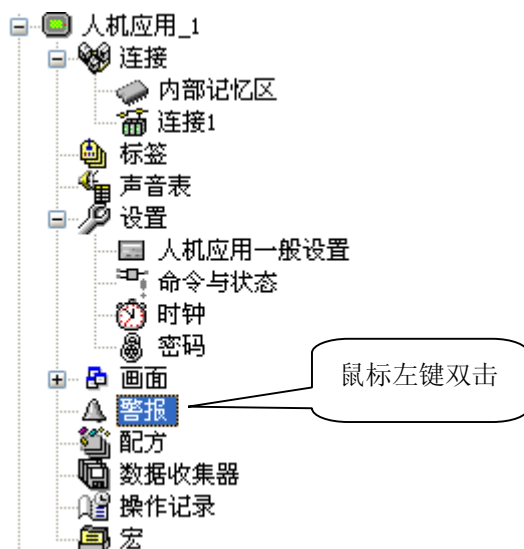 人机应用_1
连接
内部记忆区
连接1
标签
声音表
设置
人机应用一般设置
命令与状态
时钟
密码
画面
鼠标左键双击
警报
配方
数据收集器
操作记录
宏